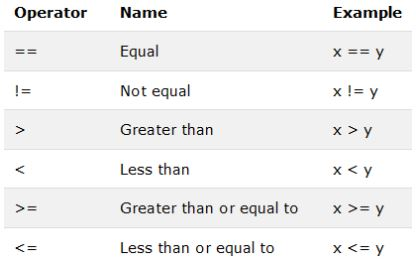 Operator Name Example
== Equal x == y
!= Not equal x != y
> Greater than x > y
< Less than x < y
>= Greater than or equal to x >= y
<= Less than or equal to x <= y